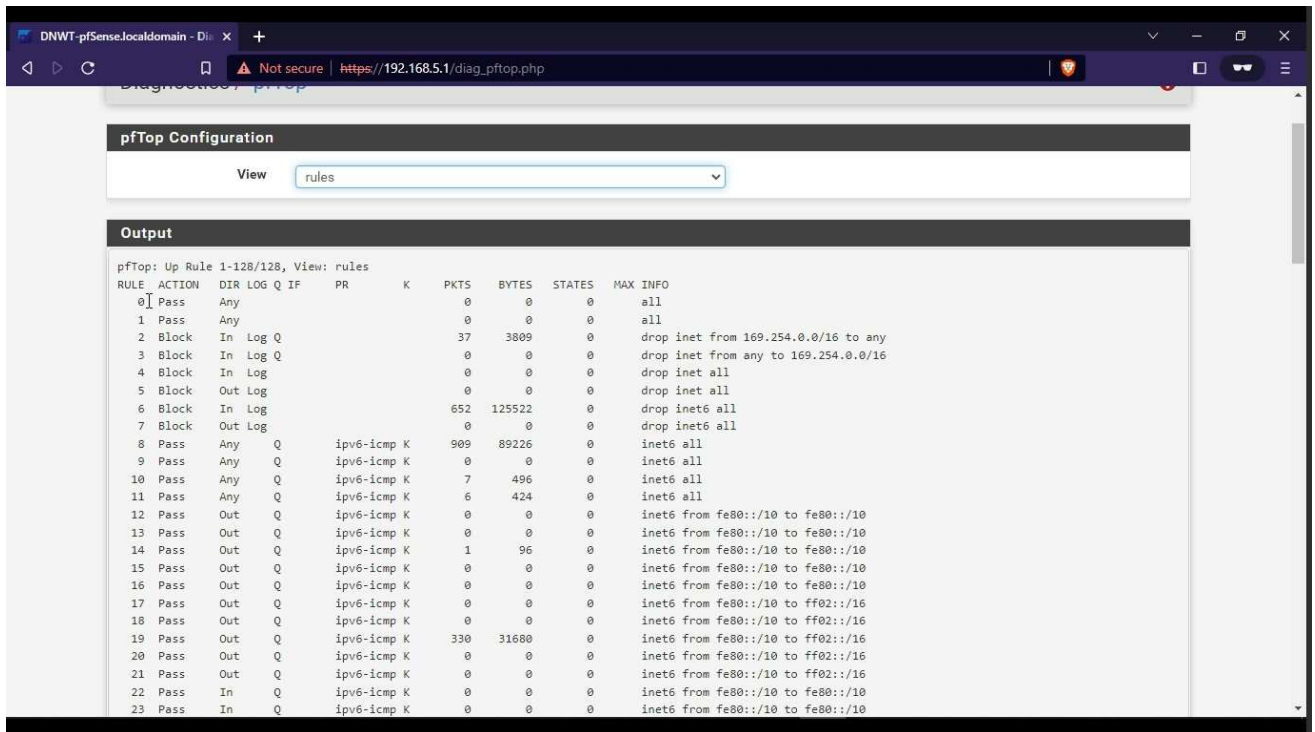 DNWT-pfSense.localdomain - Dia
Not secure | https://192.168.5.1/diag_pftop.php
Diagnostics / pfTop
pfTop Configuration
View rules
Output
pfTop: Up Rule 1-128/128, View: rules
RULE ACTION DIR LOG Q IF PR K PKTS BYTES STATES MAX INFO
0 Pass Any 0 0 0 all
1 Pass Any 0 0 0 all
2 Block In Log Q 37 3809 0 drop inet from 169.254.0.0/16 to any
3 Block In Log Q 0 0 0 drop inet from any to 169.254.0.0/16
4 Block In Log 0 0 0 drop inet all
5 Block Out Log 0 0 0 drop inet all
6 Block In Log 652 125522 0 drop inet6 all
7 Block Out Log 0 0 0 drop inet6 all
8 Pass Any Q ipv6-icmp K 909 89226 0 inet6 all
9 Pass Any Q ipv6-icmp K 0 0 0 inet6 all
10 Pass Any Q ipv6-icmp K 7 496 0 inet6 all
11 Pass Any Q ipv6-icmp K 6 424 0 inet6 all
12 Pass Out Q ipv6-icmp K 0 0 0 inet6 from fe80::/10 to fe80::/10
13 Pass Out Q ipv6-icmp K 0 0 0 inet6 from fe80::/10 to fe80::/10
14 Pass Out Q ipv6-icmp K 1 96 0 inet6 from fe80::/10 to fe80::/10
15 Pass Out Q ipv6-icmp K 0 0 0 inet6 from fe80::/10 to fe80::/10
16 Pass Out Q ipv6-icmp K 0 0 0 inet6 from fe80::/10 to fe80::/10
17 Pass Out Q ipv6-icmp K 0 0 0 inet6 from fe80::/10 to ff02::/16
18 Pass Out Q ipv6-icmp K 0 0 0 inet6 from fe80::/10 to ff02::/16
19 Pass Out Q ipv6-icmp K 330 31680 0 inet6 from fe80::/10 to ff02::/16
20 Pass Out Q ipv6-icmp K 0 0 0 inet6 from fe80::/10 to ff02::/16
21 Pass Out Q ipv6-icmp K 0 0 0 inet6 from fe80::/10 to ff02::/16
22 Pass In Q ipv6-icmp K 0 0 0 inet6 from fe80::/10 to fe80::/10
23 Pass In Q ipv6-icmp K 0 0 0 inet6 from fe80::/10 to fe80::/10